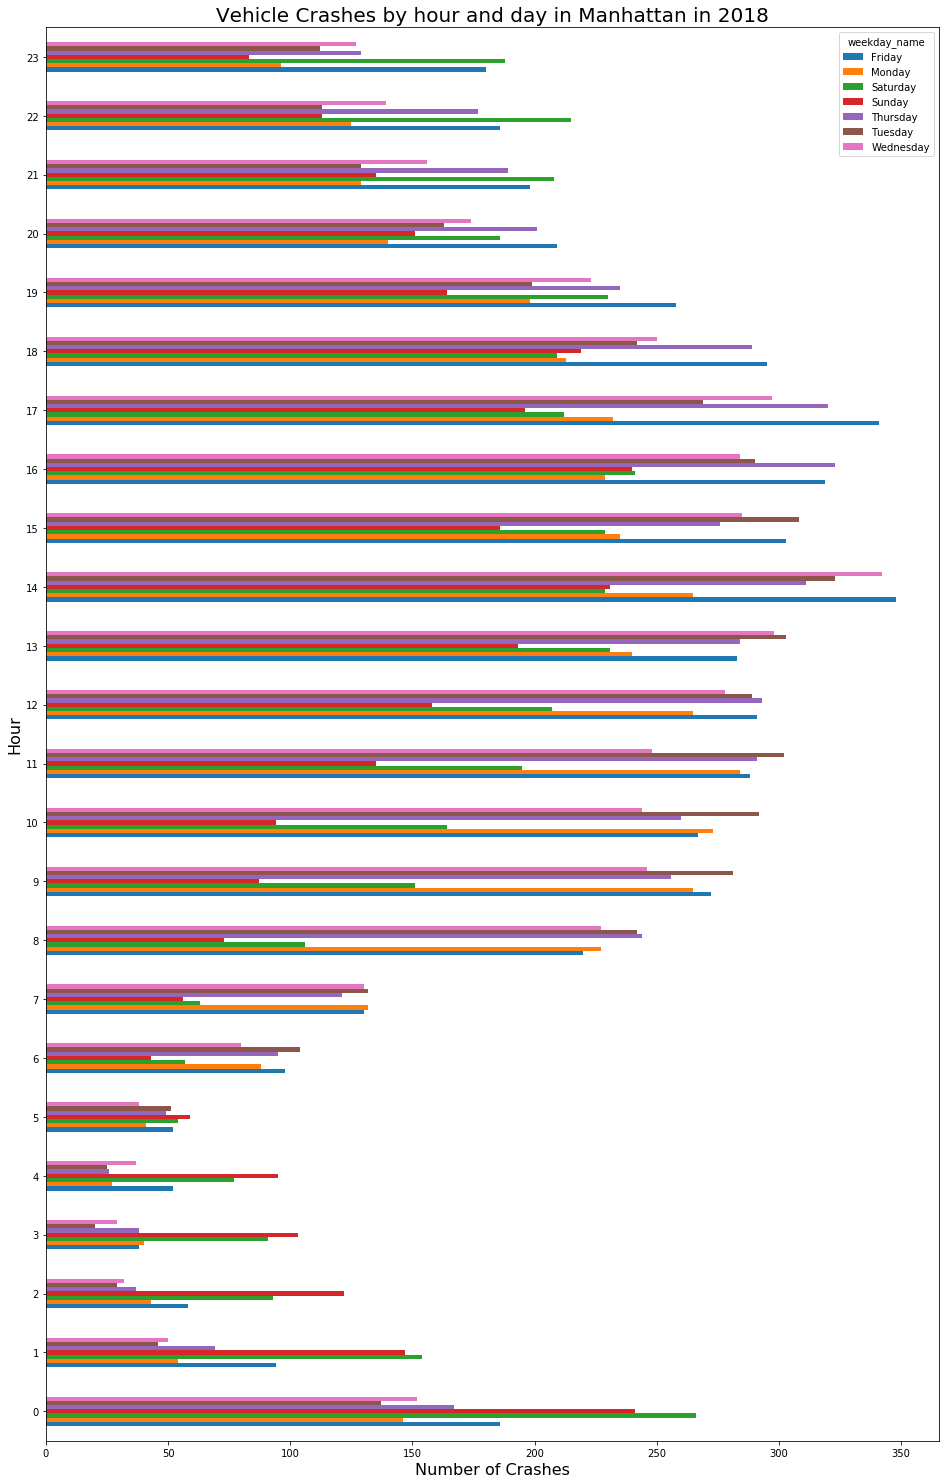 Vehicle Crashes by hour and day in Manhattan in 2018
weekday_name
Friday
Monday
Saturday
Sunday
Thursday
Tuesday
Wednesday
23
22
21
20
19
18
17
16
15
14
13
12
11
10
9
8
7
6
5
4
3
2
1
0
Hour
0 50 100 150 200 250 300 350
Number of Crashes